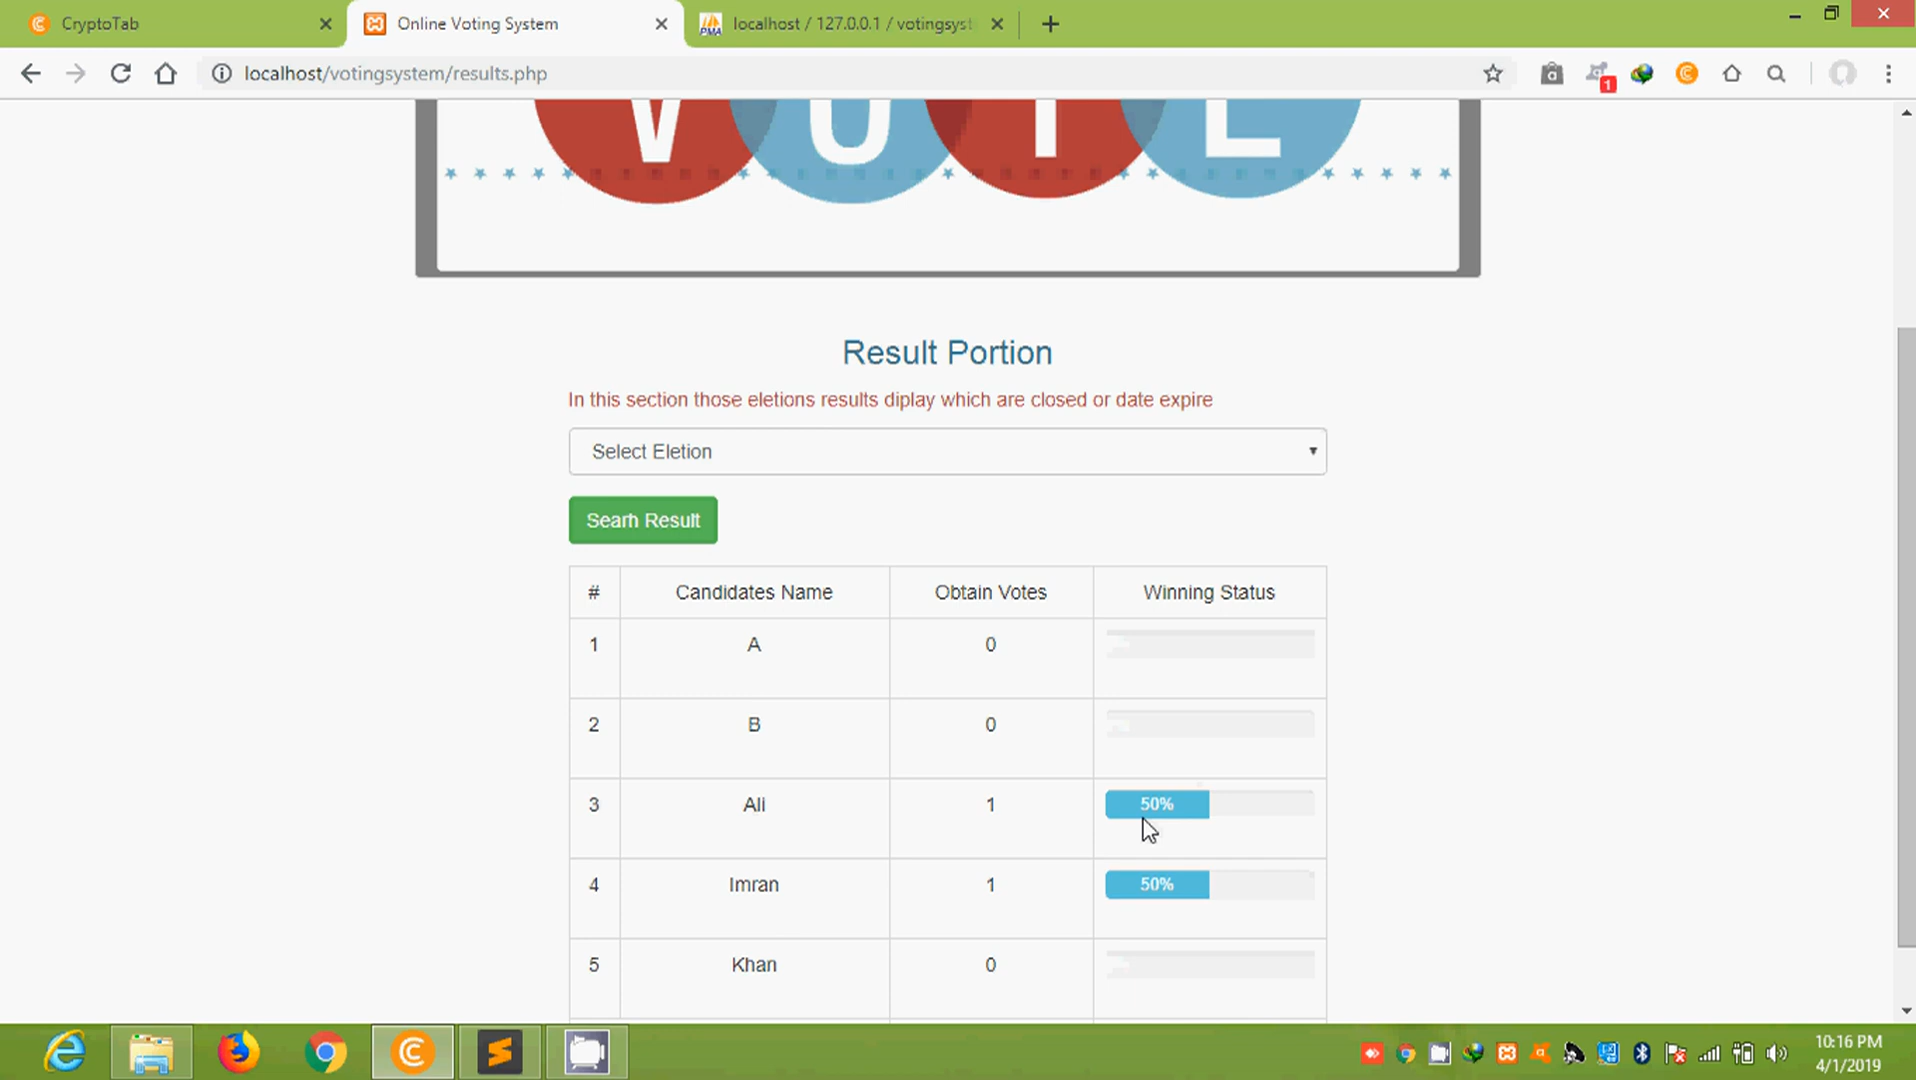 CryptoTab
Online Voting System
localhost / 127.0.0.1 / votingsyst
localhost/votingsystem/results.php
1
VOTE
Result Portion
In this section those eletions results diplay which are closed or date expire
Select Eletion
Searh Result
# Candidates Name Obtain Votes Winning Status
1 A 0
2 B 0
3 Ali 1 50%
4 Imran 1 50%
5 Khan 0
10:16 PM
4/1/2019